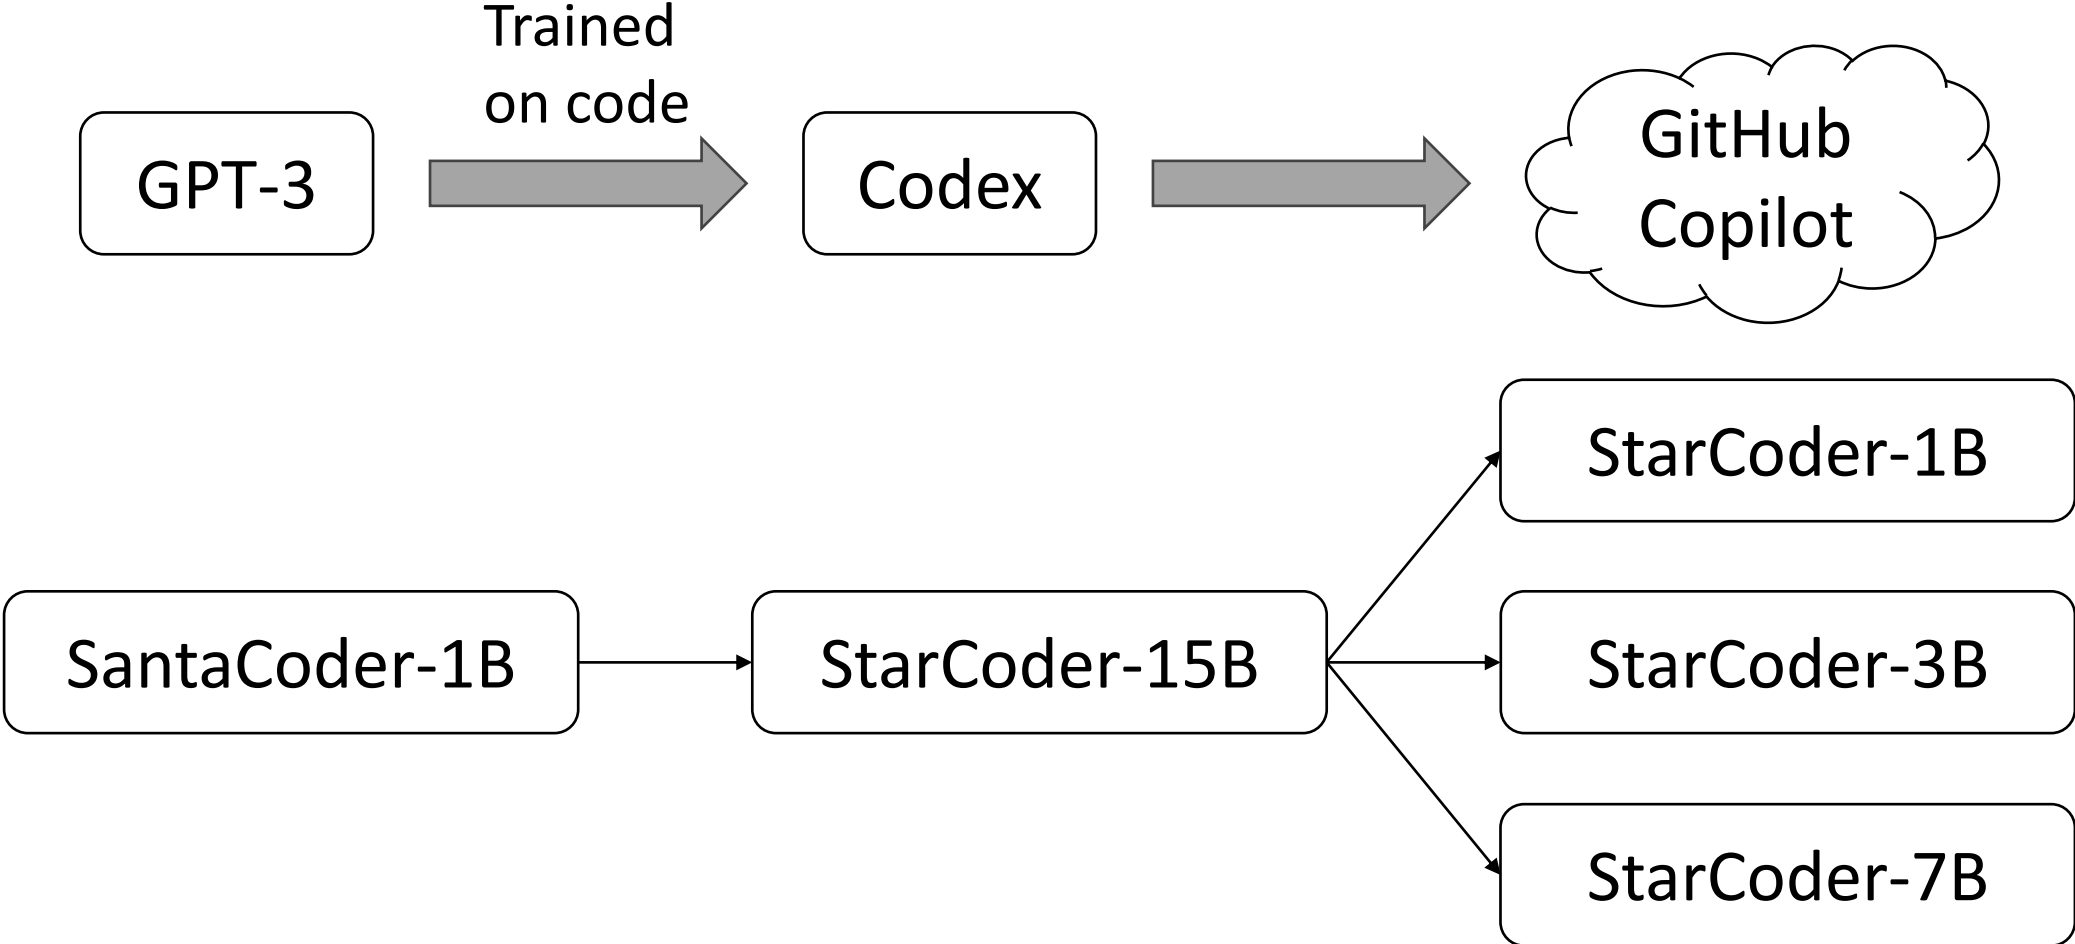 Trained
on code
GPT-3
Codex
GitHub
Copilot
StarCoder-1B
SantaCoder-1B
StarCoder-15B
StarCoder-3B
StarCoder-7B